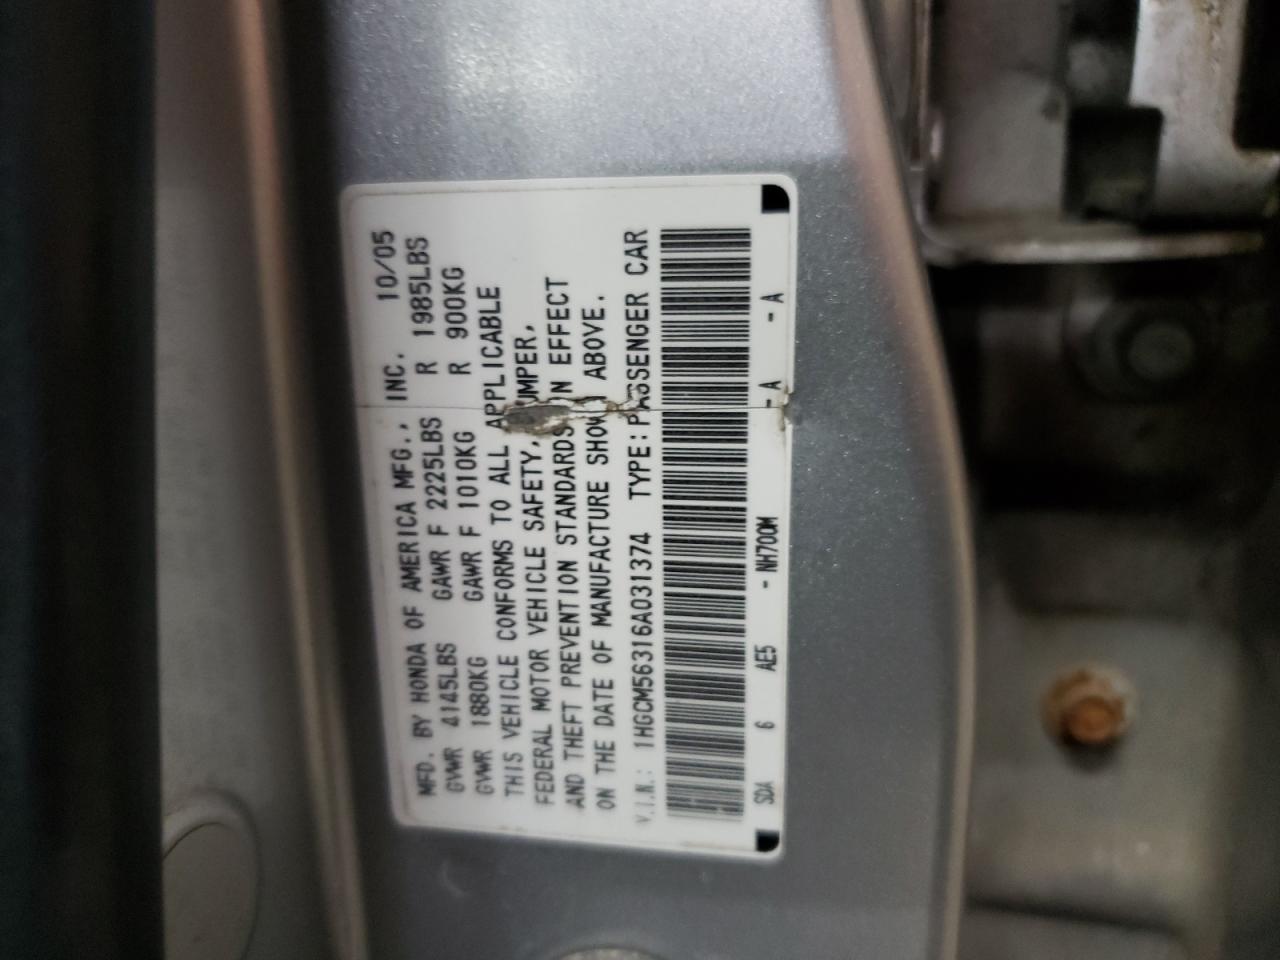 MFD. BY HONDA OF AMERICA MFG., INC. 10/05
GVWR 4145LBS GAWR F 2225LBS R 1985LBS
GVWR 1880KG GAWR F 1010KG R 900KG
THIS VEHICLE CONFORMS TO ALL APPLICABLE
FEDERAL MOTOR VEHICLE SAFETY, UMPER,
AND THEFT PREVENTION STANDARDS IN EFFECT
ON THE DATE OF MANUFACTURE SHOWN ABOVE.
V.I.N.: 1HGCM56316A031374 TYPE: PASSENGER CAR
SDA 6 AE5 - NH700M - A - A